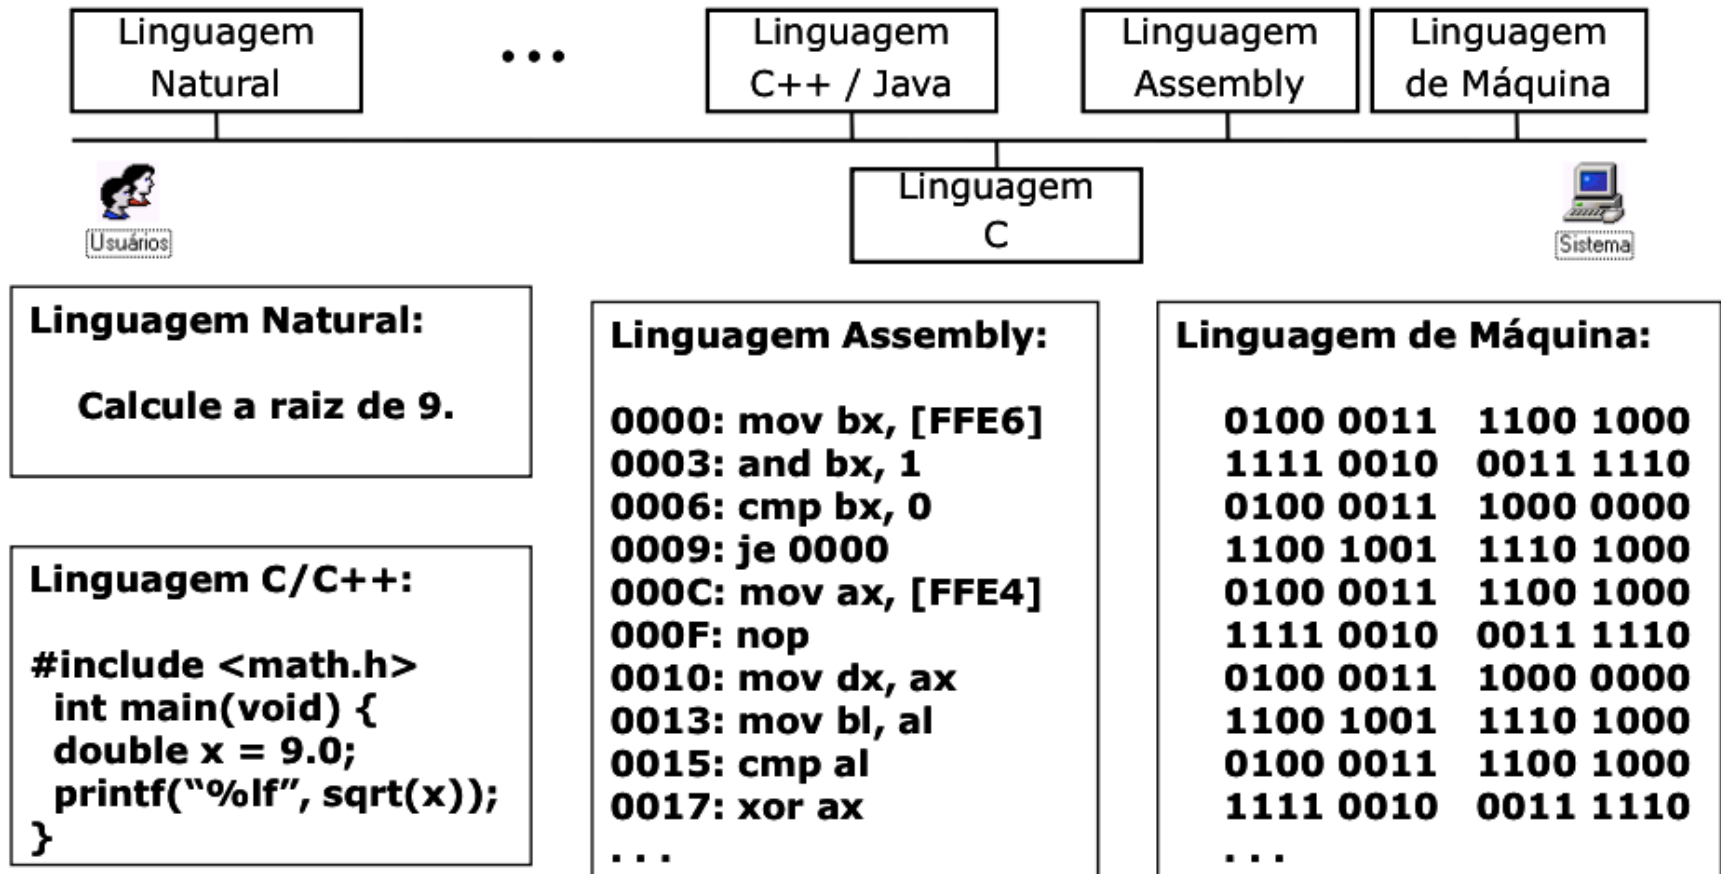 Linguagem
Natural
...
Linguagem
C++ / Java
Linguagem
Assembly
Linguagem
de Máquina
Linguagem
C
Usuários
Sistema
Linguagem Natural:
Calcule a raiz de 9.
Linguagem C/C++:
#include <math.h>
int main(void) {
double x = 9.0;
printf(“%lf”, sqrt(x));
}
Linguagem Assembly:
0000: mov bx, [FFE6]
0003: and bx, 1
0006: cmp bx, 0
0009: je 0000
000C: mov ax, [FFE4]
000F: nop
0010: mov dx, ax
0013: mov bl, al
0015: cmp al
0017: xor ax
. . .
Linguagem de Máquina:
0100 0011 1100 1000
1111 0010 0011 1110
0100 0011 1000 0000
1100 1001 1110 1000
0100 0011 1100 1000
1111 0010 0011 1110
0100 0011 1000 0000
1100 1001 1110 1000
0100 0011 1100 1000
1111 0010 0011 1110
. . .